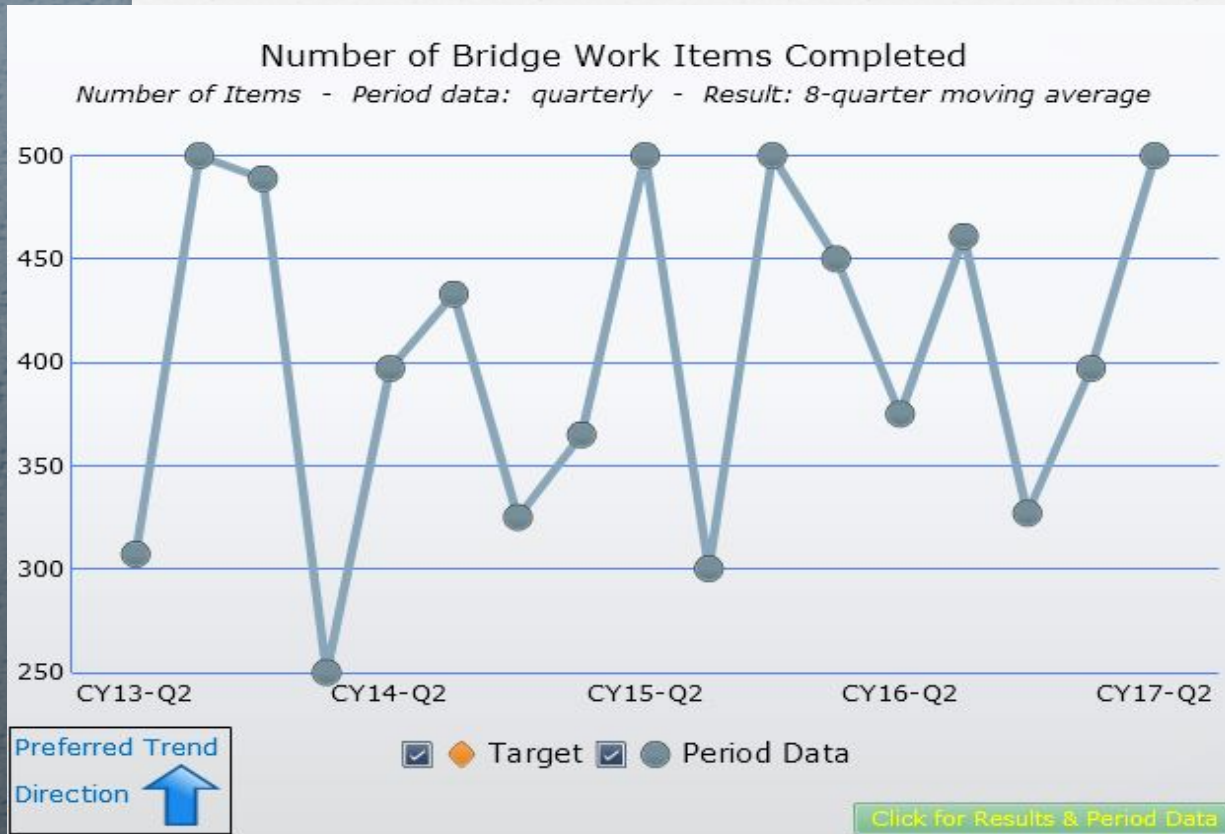 Number of Bridge Work Items Completed
Number of Items - Period data: quarterly - Result: 8-quarter moving average
500
450
400
350
300
250
CY13-Q2 CY14-Q2 CY15-Q2 CY16-Q2 CY17-Q2
Target Period Data
Preferred Trend
Direction
Click for Results & Period Data